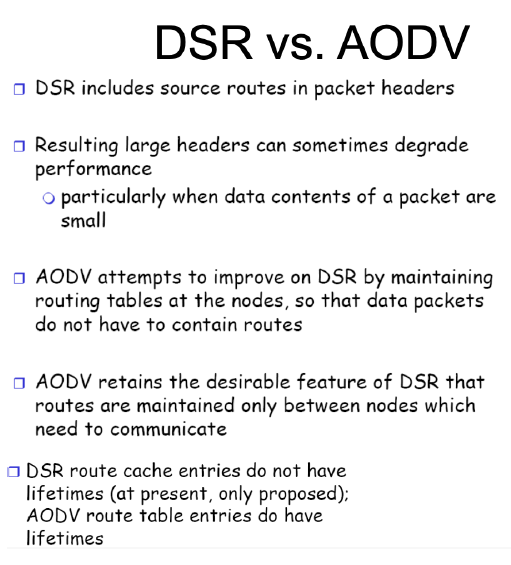 DSR vs. AODV
DSR includes source routes in packet headers
Resulting large headers can sometimes degrade
performance
particularly when data contents of a packet are
small
AODV attempts to improve on DSR by maintaining
routing tables at the nodes, so that data packets
do not have to contain routes
AODV retains the desirable feature of DSR that
routes are maintained only between nodes which
need to communicate
DSR route cache entries do not have
lifetimes (at present, only proposed);
AODV route table entries do have
lifetimes